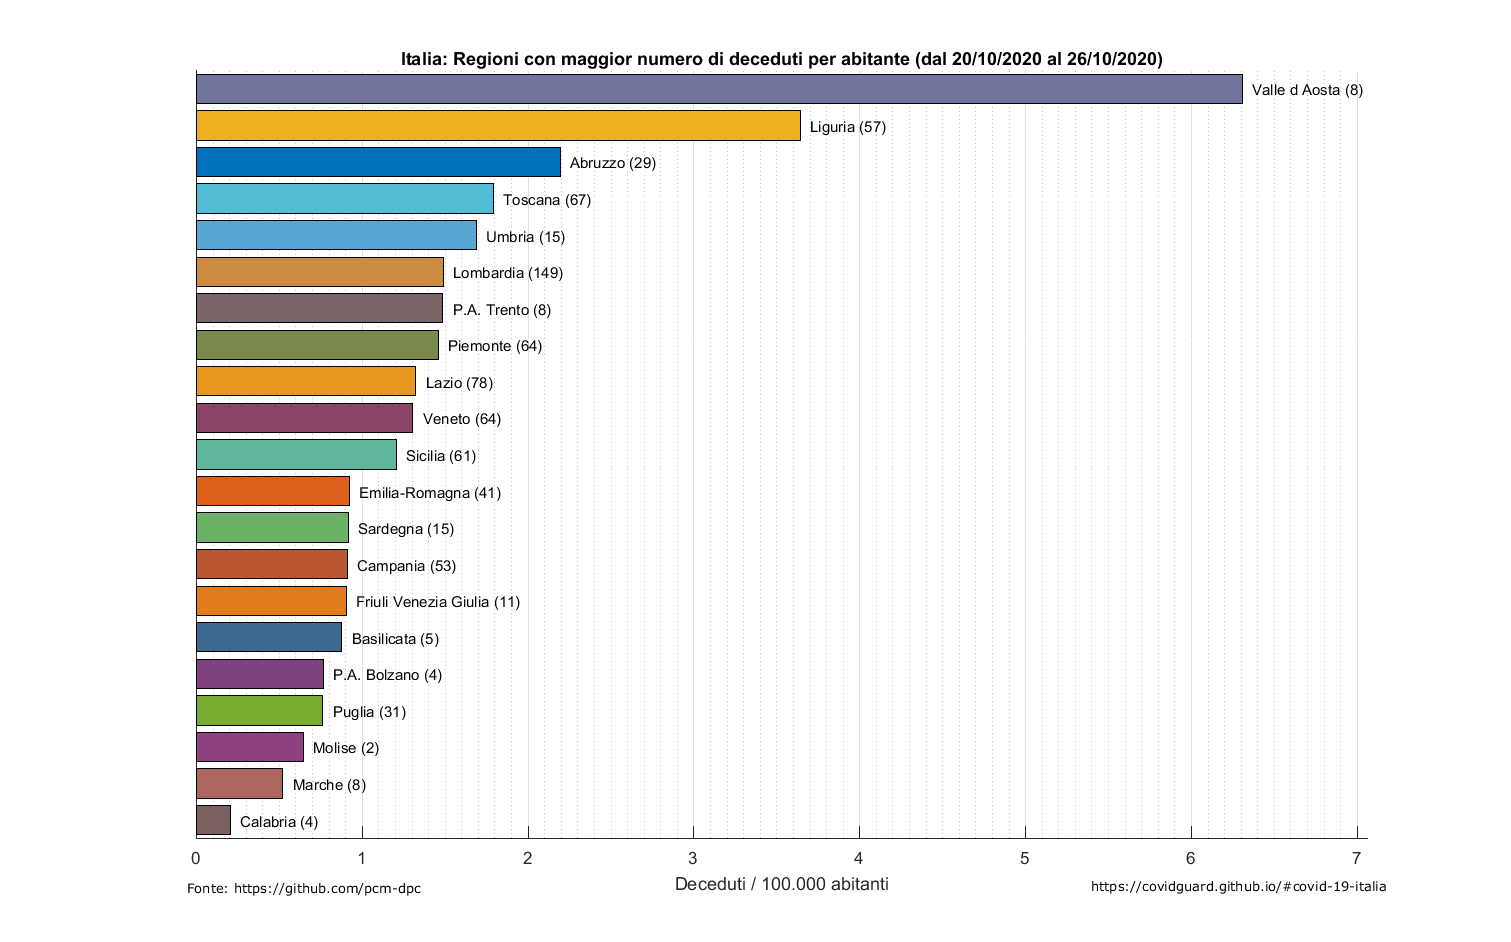 Italia: Regioni con maggior numero di deceduti per abitante (dal 20/10/2020 al 26/10/2020)
Valle d Aosta (8)
Liguria (57)
Abruzzo (29)
Toscana (67)
Umbria (15)
Lombardia (149)
P.A. Trento (8)
Piemonte (64)
Lazio (78)
Veneto (64)
Sicilia (61)
Emilia-Romagna (41)
Sardegna (15)
Campania (53)
Friuli Venezia Giulia (11)
Basilicata (5)
P.A. Bolzano (4)
Puglia (31)
Molise (2)
Marche (8)
Calabria (4)
0 1 2 3 4 5 6 7
Deceduti / 100.000 abitanti
Fonte: https://github.com/pcm-dpc
https://covidguard.github.io/#covid-19-italia